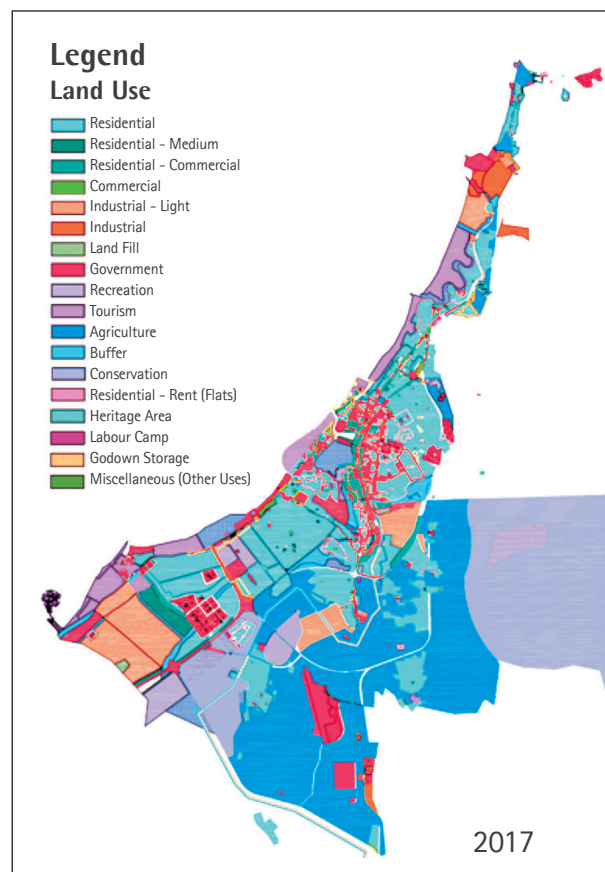 Legend
Land Use
Residential
Residential - Medium
Residential - Commercial
Commercial
Industrial - Light
Industrial
Land Fill
Government
Recreation
Tourism
Agriculture
Buffer
Conservation
Residential - Rent (Flats)
Heritage Area
Labour Camp
Godown Storage
Miscellaneous (Other Uses)
2017